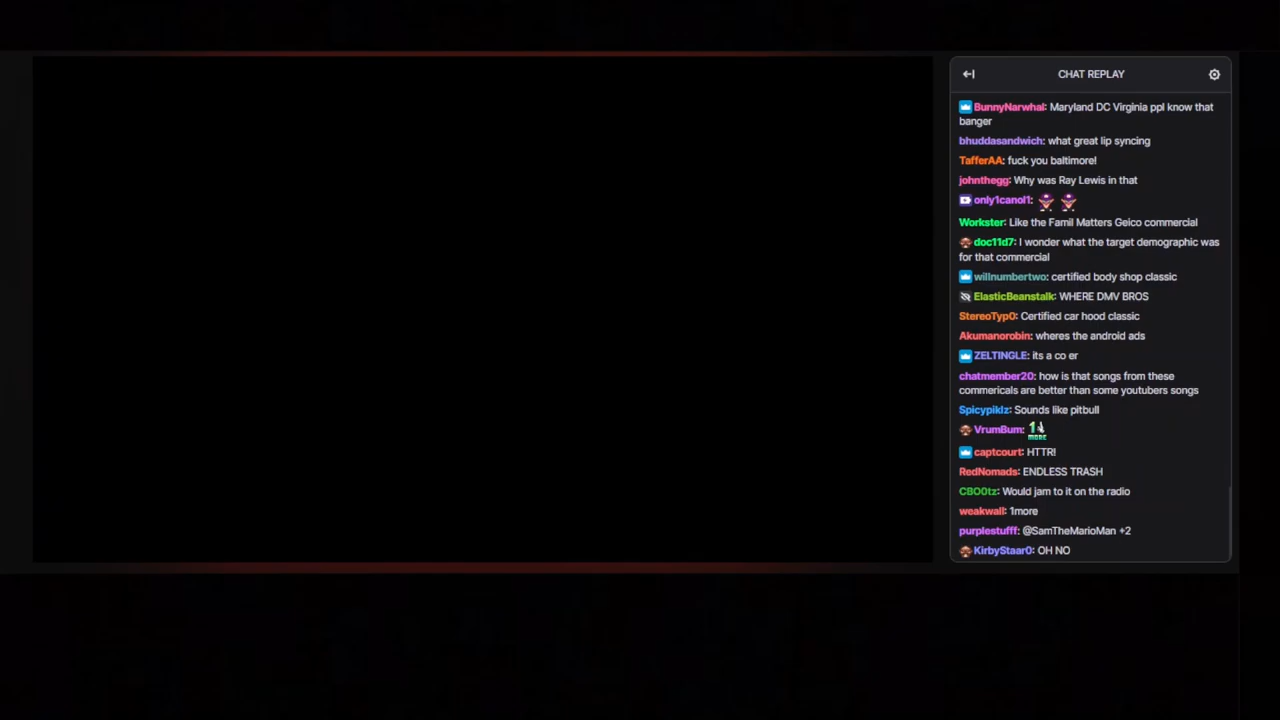 CHAT REPLAY
BunnyNarwhal: Maryland DC Virginia ppl know that
banger
bhuddasandwich: what great lip syncing
TafferAA: fuck you baltimore!
johnthegg: Why was Ray Lewis in that
only1canol1:
Workster: Like the Famil Matters Geico commercial
doc11d7: I wonder what the target demographic was
for that commercial
willnumbertwo: certified body shop classic
ElasticBeanstalk: WHERE DMV BROS
StereoTyp0: Certified car hood classic
Akumanorobin: wheres the android ads
ZELTINGLE: its a co er
chatmember20: how is that songs from these
commericals are better than some youtubers songs
Spicypiklz: Sounds like pitbull
VrumBum: 1 MORE
captcourt: HTTR!
RedNomads: ENDLESS TRASH
CBO0tz: Would jam to it on the radio
weakwall: 1more
purplestufff: @SamTheMarioMan +2
KirbyStaar0: OH NO